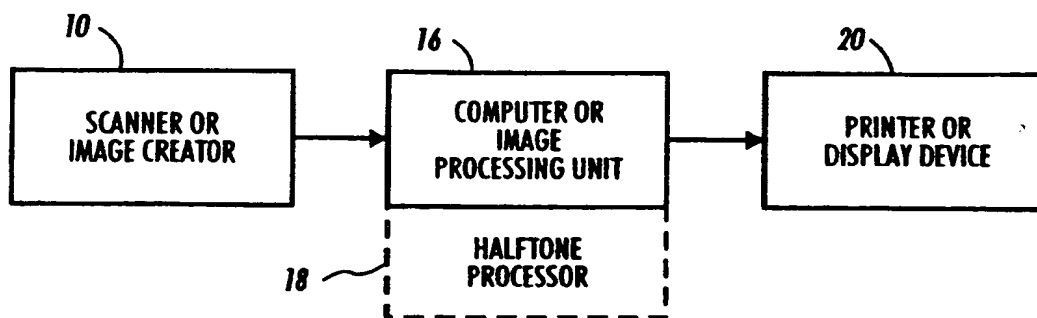 10
16
20
SCANNER OR
IMAGE CREATOR
COMPUTER OR
IMAGE
PROCESSING UNIT
PRINTER OR
DISPLAY DEVICE
18
HALFTONE
PROCESSOR